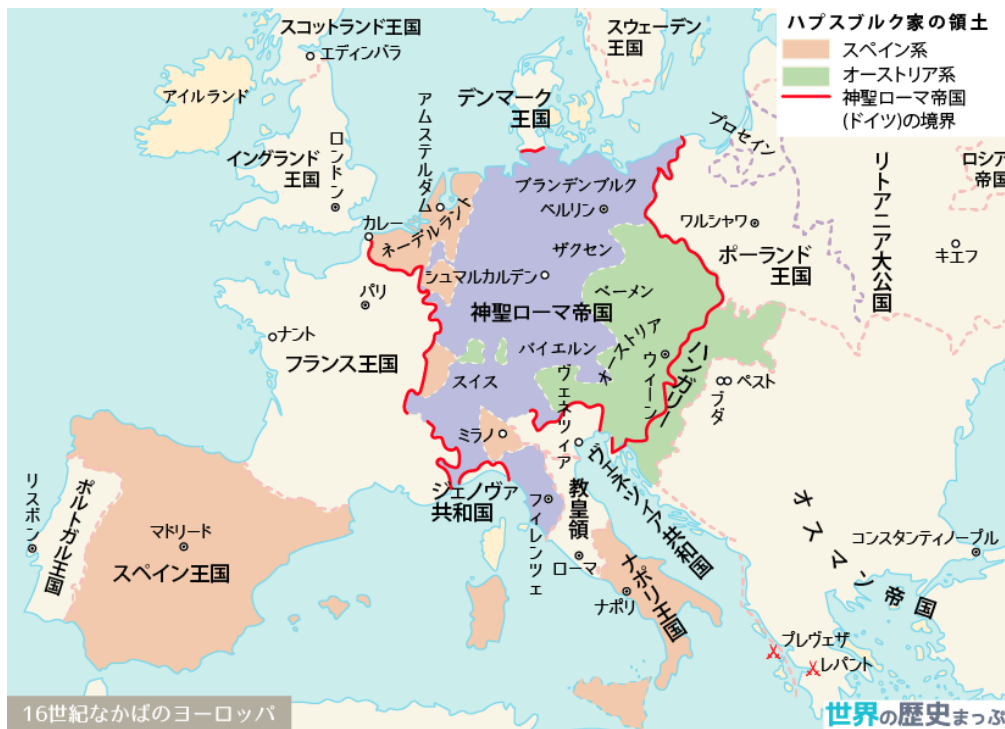 ハプスブルク家の領土
スペイン系
オーストリア系
神聖ローマ帝国
(ドイツ)の境界
スコットランド王国
エディンバラ
スウェーデン
王国
アイルランド
デンマーク
王国
アムステルダム
プロセイン
リトアニア大公国
ロシア
帝国
イングランド
王国
ロンドン
ブランデンブルク
ベルリン
カレー
ネーデルラント
ワルシャワ
ポーランド
王国
キエフ
ザクセン
シュマルカルデン
ベーメン
パリ
神聖ローマ帝国
ナント
フランス王国
バイエルン
オーストリア
ウィーン
ハンガリー
ペスト
ブダ
スイス
ヴェネツィア
ミラノ
ヴェネツィア共和国
ジェノヴァ
共和国
フィレンツェ
教皇領
リスボン
ポルトガル王国
マドリード
スペイン王国
ローマ
ナポリ
ナポリ王国
オスマン帝国
コンスタンティノープル
プレヴェザ
レパント
16世紀なかばのヨーロッパ
世界の歴史まっぷ